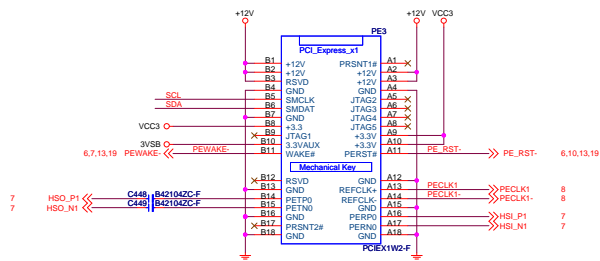 +12V +12V VCC3
PE3
PCI_Express_x1
B1 +12V PRSNT1# A1
B2 +12V +12V A2
B3 RSVD +12V A3
B4 GND GND A4
SCL B5 SMCLK JTAG2 A5
SDA B6 SMDAT JTAG3 A6
B7 GND JTAG4 A7
VCC3 B8 +3.3 JTAG5 A8
B9 JTAG1 +3.3V A9
3VSB B10 3.3VAUX +3.3V A10
6,7,13,19 PEWAKE- PEWAKE- B11 WAKE# PERST# A11 PE_RST- PE_RST- 6,10,13,19
Mechanical Key
B12 RSVD GND A12
B13 GND REFCLK+ A13 PECLK1 PECLK1 8
7 HSO_P1 C448 B42104ZC-F B14 PETP0 REFCLK- A14 PECLK1- PECLK1- 8
7 HSO_N1 C449 B42104ZC-F B15 PETN0 GND A15
B16 GND PERP0 A16 HSI_P1 7
B17 PRSNT2# PERN0 A17 HSI_N1 7
B18 GND GND A18
PCIEX1W2-F